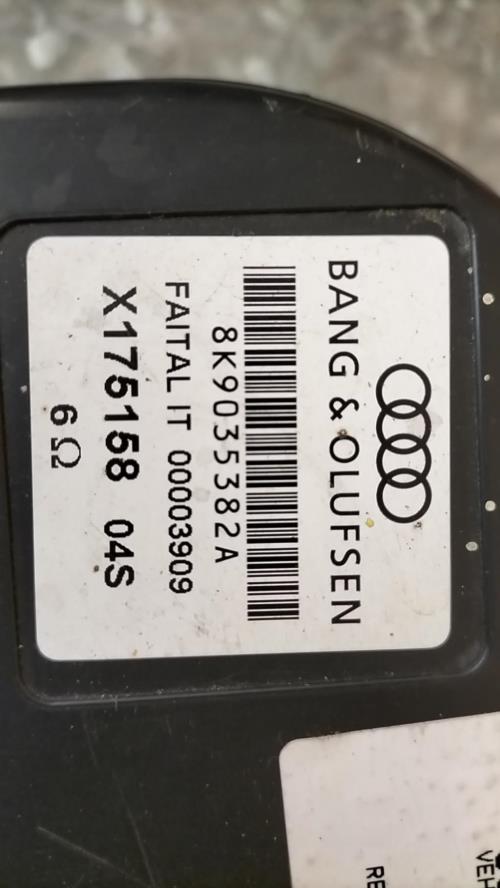 BANG & OLUFSEN
8K9035382A
FAITAL IT 00003909
X175158 04S
6 Ω